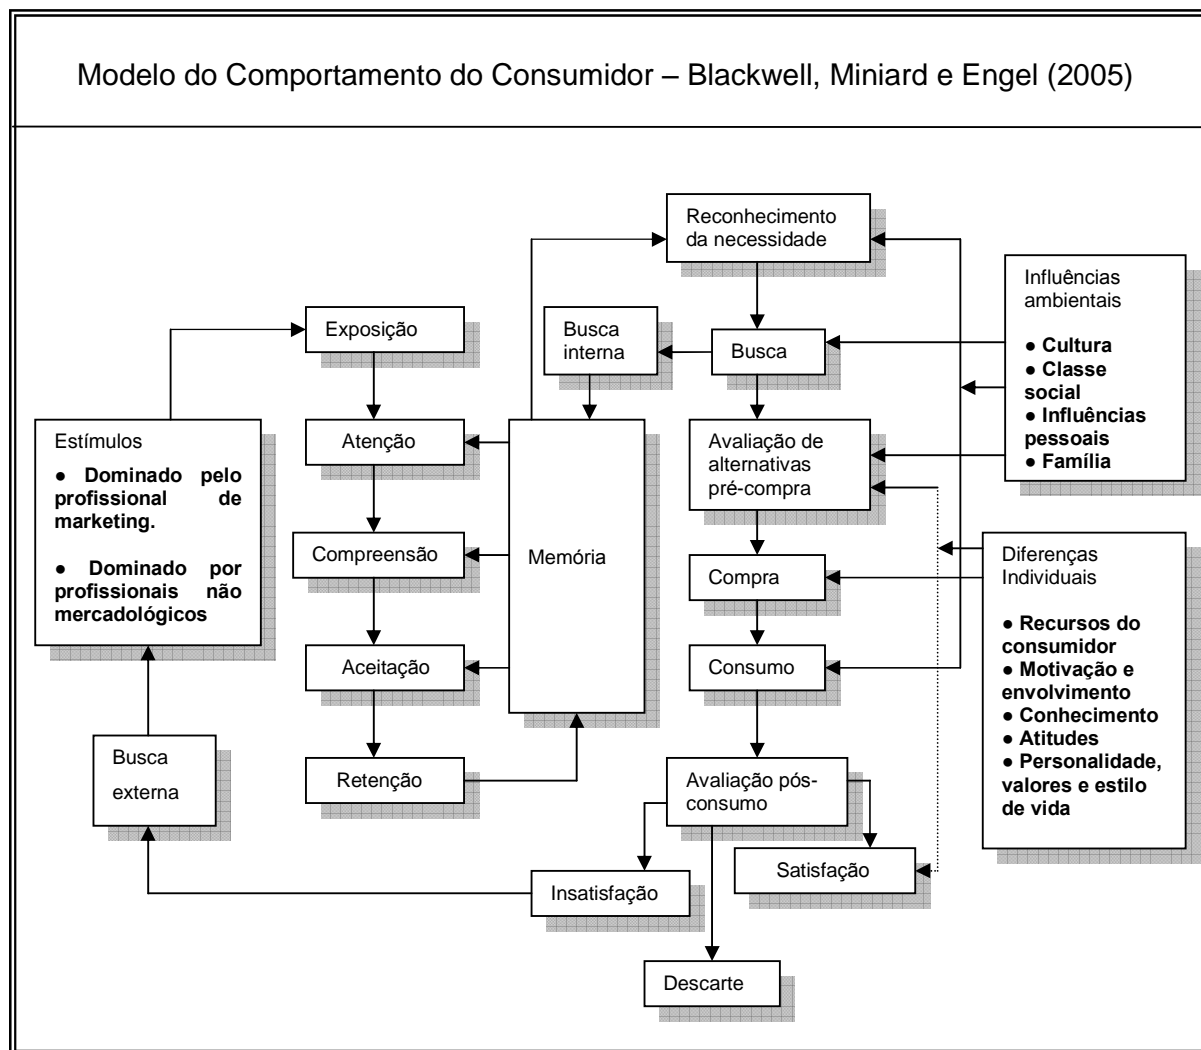 Modelo do Comportamento do Consumidor – Blackwell, Miniard e Engel (2005)
Reconhecimento
da necessidade
Influências
ambientais
● Cultura
● Classe
social
● Influências
pessoais
● Família
Exposição
Busca
interna
Busca
Estímulos
● Dominado pelo
profissional de
marketing.
● Dominado por
profissionais não
mercadológicos
Atenção
Avaliação de
alternativas
pré-compra
Compreensão
Memória
Compra
Diferenças
Individuais
● Recursos do
consumidor
● Motivação e
envolvimento
● Conhecimento
● Atitudes
● Personalidade,
valores e estilo
de vida
Aceitação
Consumo
Busca
externa
Retenção
Avaliação pós-
consumo
Satisfação
Insatisfação
Descarte